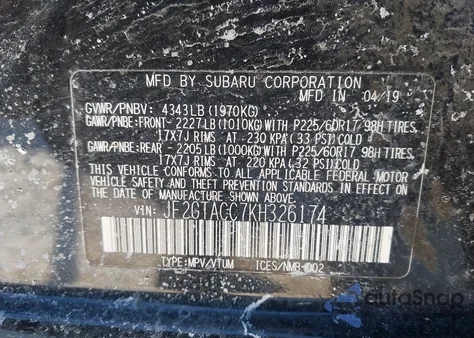 MFD BY SUBARU CORPORATION IN 04/19
GVWR/PNBV: 4343LB (1970KG)
GAWR/PNBE:FRONT- 2227LB (1010KG) WITH P225/60R17 98H TIRES,
17X7J RIMS AT 230 KPA (33 PSI) COLD
GAWR/PNBE:REAR - 2205LB (1000KG) WITH P225/60R17 98H TIRES,
17X7J RIMS AT 220 KPA (32 PSI) COLD
THIS VEHICLE CONFORMS TO ALL APPLICABLE FEDERAL MOTOR
VEHICLE SAFETY AND THEFT PREVENTION STANDARDS IN EFFECT ON
THE DATE OF MANUFACTURE SHOWN ABOVE.
VIN: JF2GTACC7KH326174
TYPE:MPV/VTUM ICES/NMB-002
autoSnap